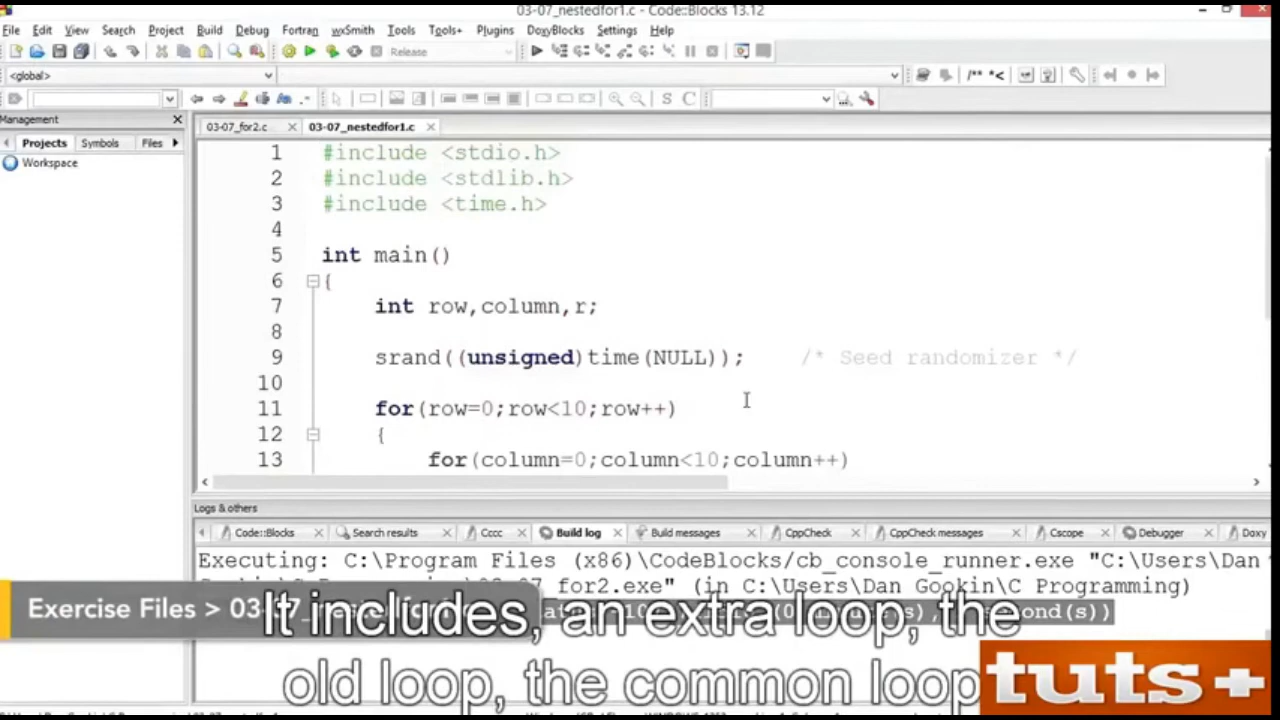 03-07_nestedfor1.c - Code::Blocks 13.12
File Edit View Search Project Build Debug Fortran wxSmith Tools Tools+ Plugins DoxyBlocks Settings Help
Release
<global>
/** *<
S C
Management
03-07_for2.c
03-07_nestedfor1.c
Projects Symbols Files
Workspace
1 #include <stdio.h>
2 #include <stdlib.h>
3 #include <time.h>
4
5 int main()
6 {
7 int row,column,r;
8
9 srand((unsigned)time(NULL)); /* Seed randomizer */
10
11 for(row=0;row<10;row++)
12 {
13 for(column=0;column<10;column++)
Logs & others
Code::Blocks Search results Cccc Build log Build messages CppCheck CppCheck messages Cscope Debugger Doxy
Executing: C:\Program Files (x86)\CodeBlocks/cb_console_runner.exe "C:\Users\Dan
for2.exe" (in C:\Users\Dan Gookin\C Programming)
Exercise Files >
It includes, an extra loop, the
old loop, the common loop
tuts+